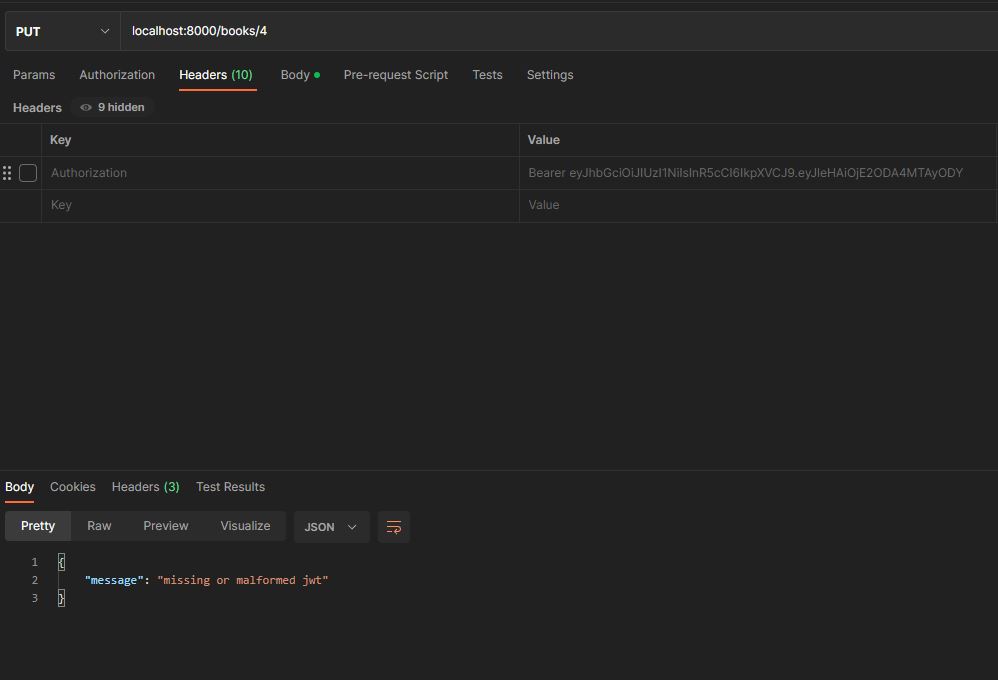 PUT localhost:8000/books/4
Params Authorization Headers (10) Body Pre-request Script Tests Settings
Headers 9 hidden
Key Value
Authorization Bearer eyJhbGciOiJIUzI1NiIsInR5cCI6IkpXVCJ9.eyJleHAiOjE2ODA4MTAyODY
Key Value
Body Cookies Headers (3) Test Results
Pretty Raw Preview Visualize JSON
1 {
2 "message": "missing or malformed jwt"
3 }